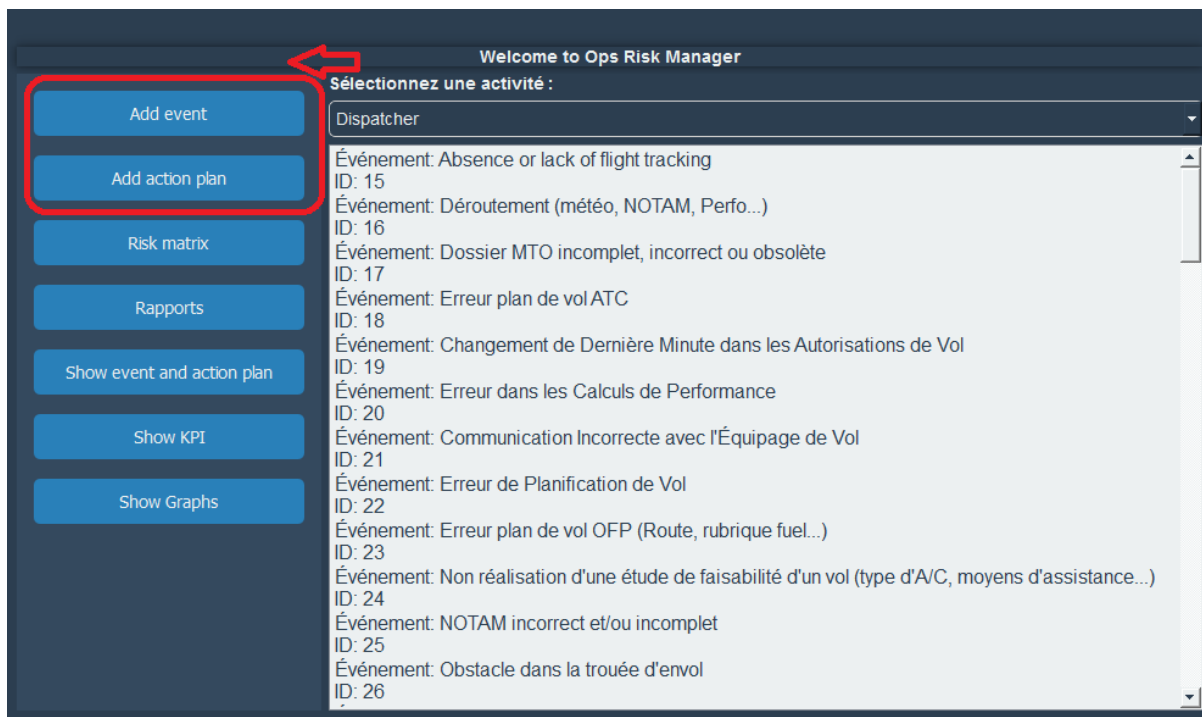 Welcome to Ops Risk Manager
Add event
Add action plan
Risk matrix
Rapports
Show event and action plan
Show KPI
Show Graphs
Sélectionnez une activité :
Dispatcher
Événement: Absence or lack of flight tracking
ID: 15
Événement: Déroutement (météo, NOTAM, Perfo...)
ID: 16
Événement: Dossier MTO incomplet, incorrect ou obsolète
ID: 17
Événement: Erreur plan de vol ATC
ID: 18
Événement: Changement de Dernière Minute dans les Autorisations de Vol
ID: 19
Événement: Erreur dans les Calculs de Performance
ID: 20
Événement: Communication Incorrecte avec l'Équipage de Vol
ID: 21
Événement: Erreur de Planification de Vol
ID: 22
Événement: Erreur plan de vol OFP (Route, rubrique fuel...)
ID: 23
Événement: Non réalisation d'une étude de faisabilité d'un vol (type d'A/C, moyens d'assistance...)
ID: 24
Événement: NOTAM incorrect et/ou incomplet
ID: 25
Événement: Obstacle dans la trouée d'envol
ID: 26